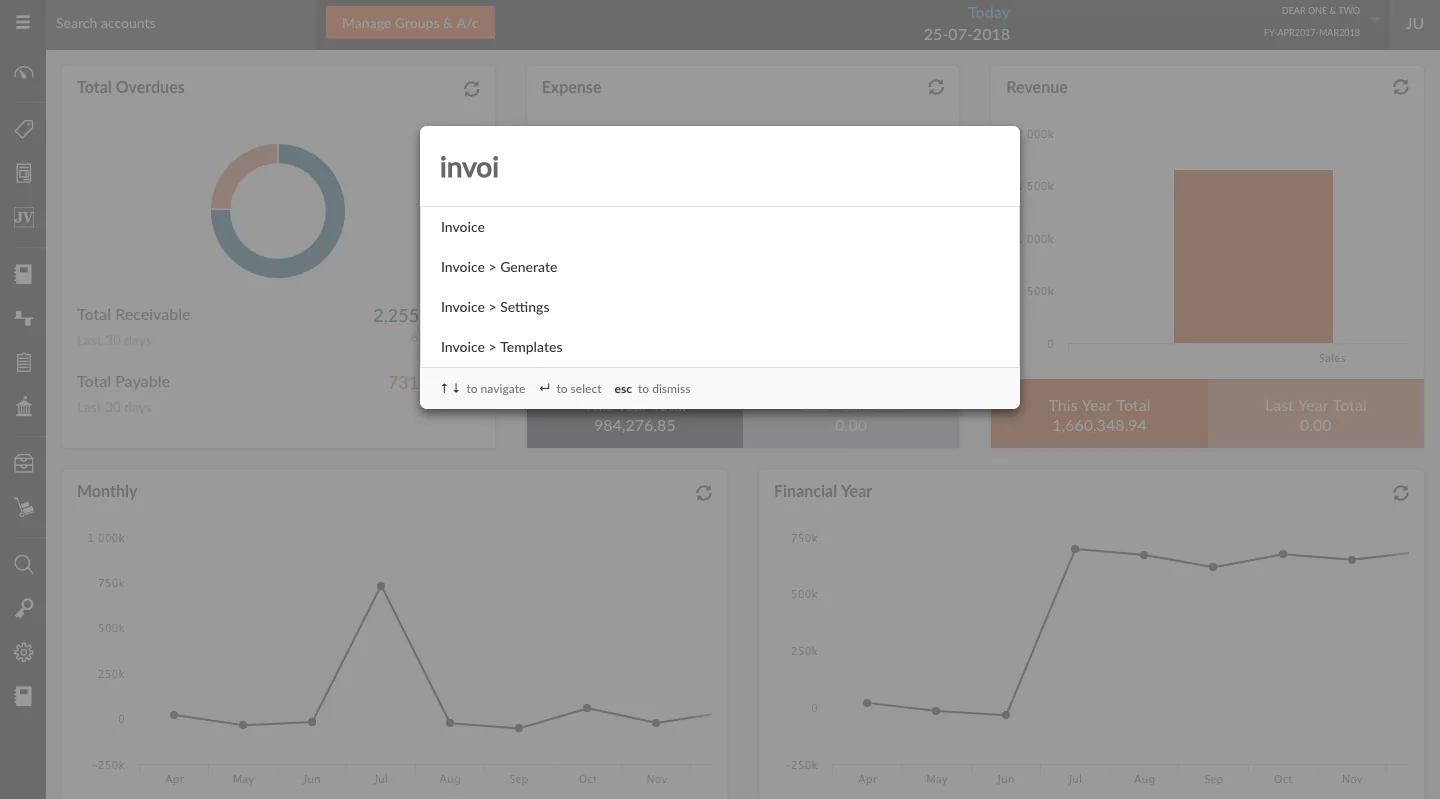 Search accounts
Manage Groups & A/c
Today
25-07-2018
DEAR ONE & TWO
FY-APR2017-MAR2018
JU
JV
Total Overdues
Total Receivable
2,255
Last 30 days
Total Payable
731
Last 30 days
Expense
984,276.85
0.00
Revenue
000k
500k
000k
500k
0
Sales
This Year Total
1,660,348.94
Last Year Total
0.00
invoi
Invoice
Invoice > Generate
Invoice > Settings
Invoice > Templates
↑ ↓ to navigate ↵ to select esc to dismiss
Monthly
1 000k
750k
500k
250k
0
-250k
Apr May Jun Jul Aug Sep Oct Nov
Financial Year
750k
500k
250k
0
-250k
Apr May Jun Jul Aug Sep Oct Nov